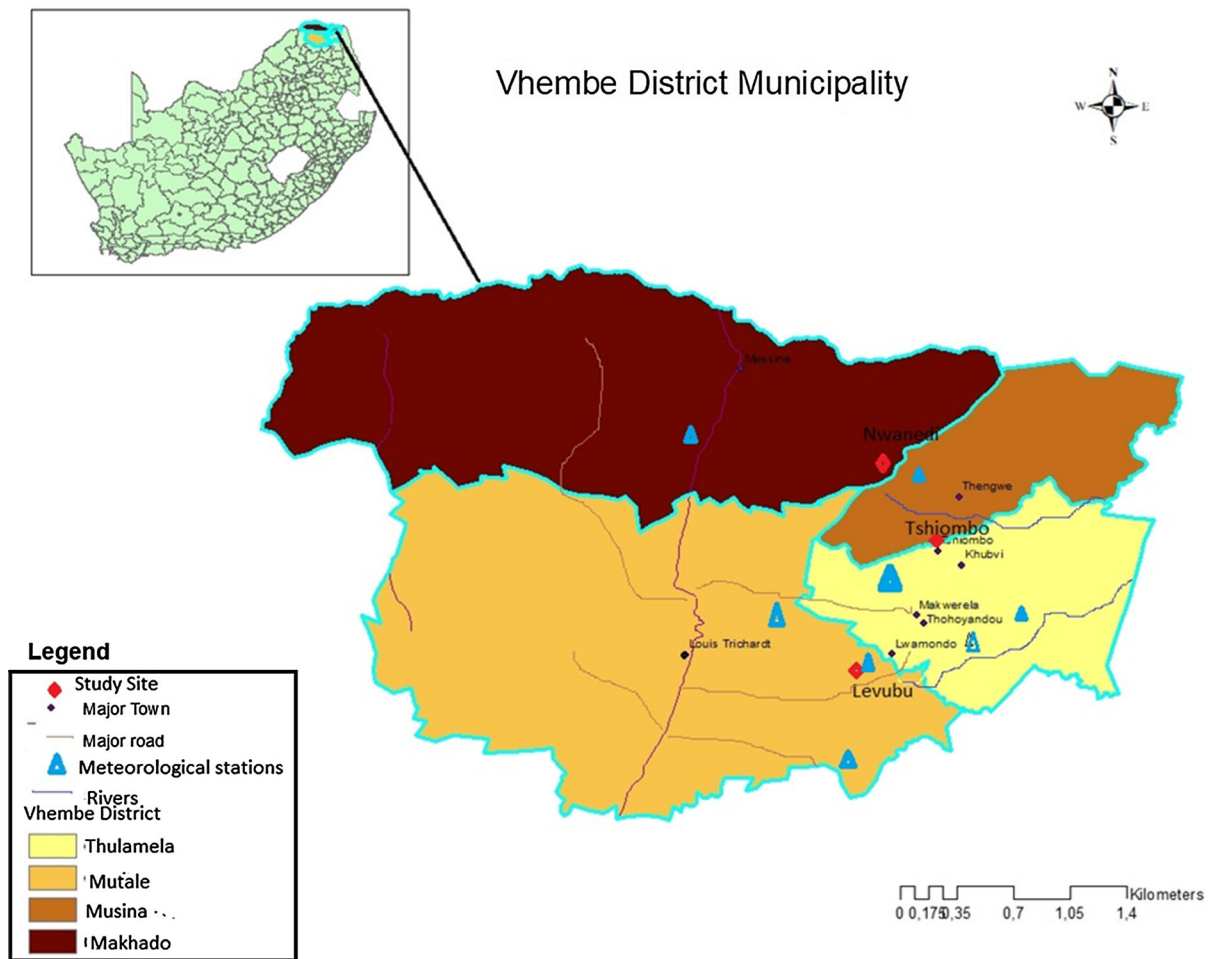 Vhembe District Municipality
N
W E
S
Messina
Nwanedi
Thengwe
Tshiombo
Khubvi
Makwerela
Thohoyandou
Louis Trichardt
Lwamondo
Levubu
Legend
Study Site
Major Town
Major road
Meteorological stations
Rivers
Vhembe District
Thulamela
Mutale
Musina
Makhado
Kilometers
0 0,175 0,35 0,7 1,05 1,4